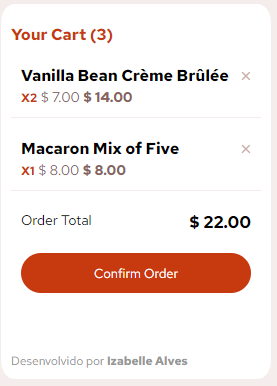 Your Cart (3)
Vanilla Bean Crème Brûlée ×
X2 $ 7.00 $ 14.00
Macaron Mix of Five ×
X1 $ 8.00 $ 8.00
Order Total $ 22.00
Confirm Order
Desenvolvido por Izabelle Alves